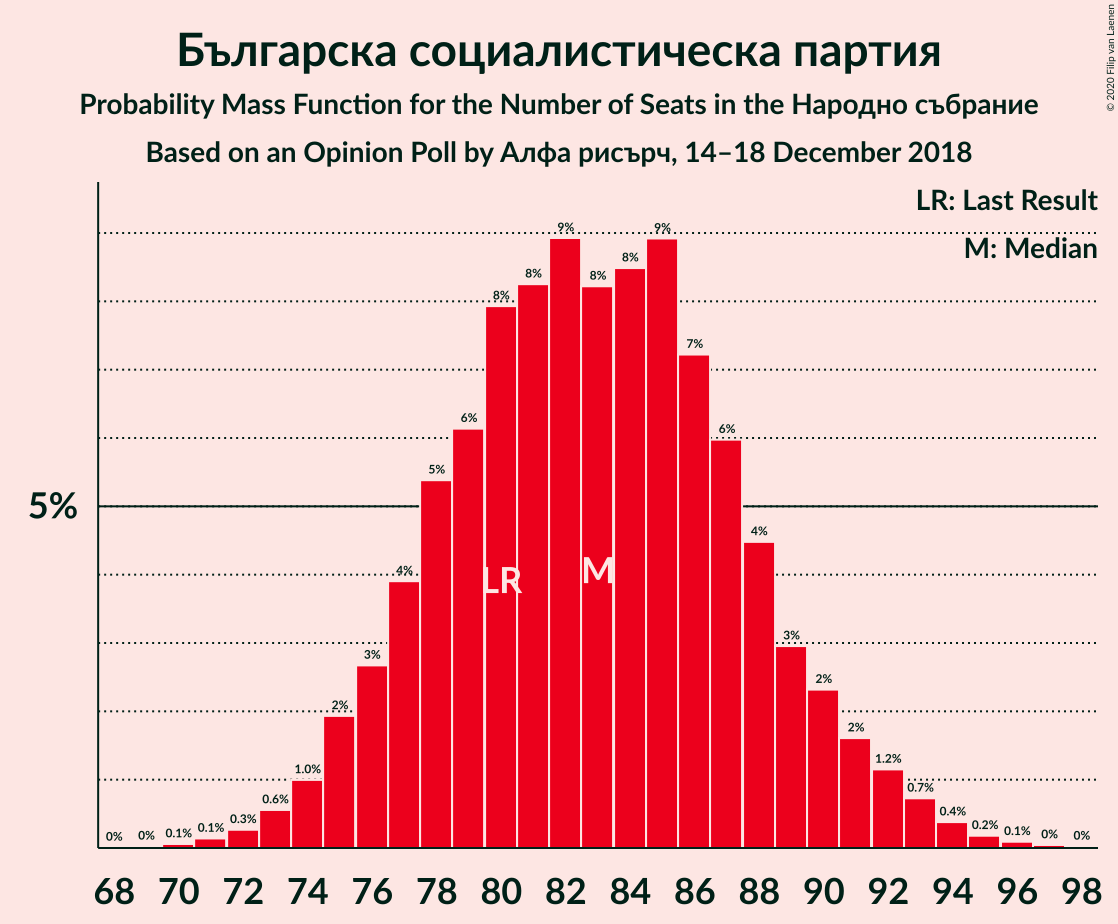 Българска социалистическа партия
Probability Mass Function for the Number of Seats in the Народно събрание
Based on an Opinion Poll by Алфа рисърч, 14–18 December 2018
© 2020 Filip van Laenen
LR: Last Result
M: Median
5%
0% 0% 0.1% 0.1% 0.3% 0.6% 1.0% 2% 3% 4% 5% 6% 8% 8% 9% 8% 8% 9% 7% 6% 4% 3% 2% 2% 1.2% 0.7% 0.4% 0.2% 0.1% 0% 0%
LR M
68 70 72 74 76 78 80 82 84 86 88 90 92 94 96 98